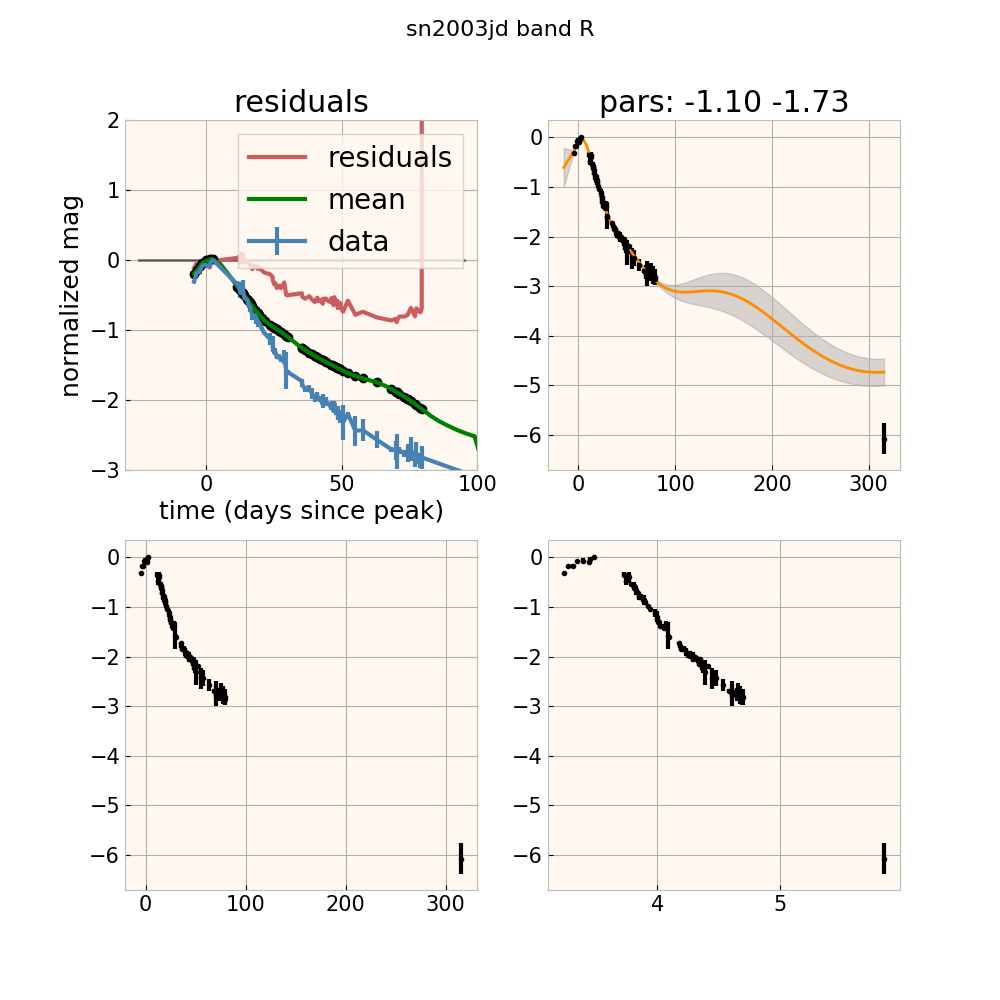 sn2003jd band R
residuals
pars: -1.10 -1.73
normalized mag
2
1
0
−1
−2
−3
residuals
mean
data
0 50 100
time (days since peak)
0
−1
−2
−3
−4
−5
−6
0 100 200 300
0
−1
−2
−3
−4
−5
−6
0 100 200 300
0
−1
−2
−3
−4
−5
−6
4 5